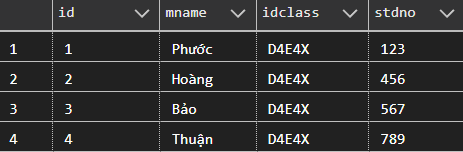 id mname idclass stdno
1 1 Phước D4E4X 123
2 2 Hoàng D4E4X 456
3 3 Bảo D4E4X 567
4 4 Thuận D4E4X 789